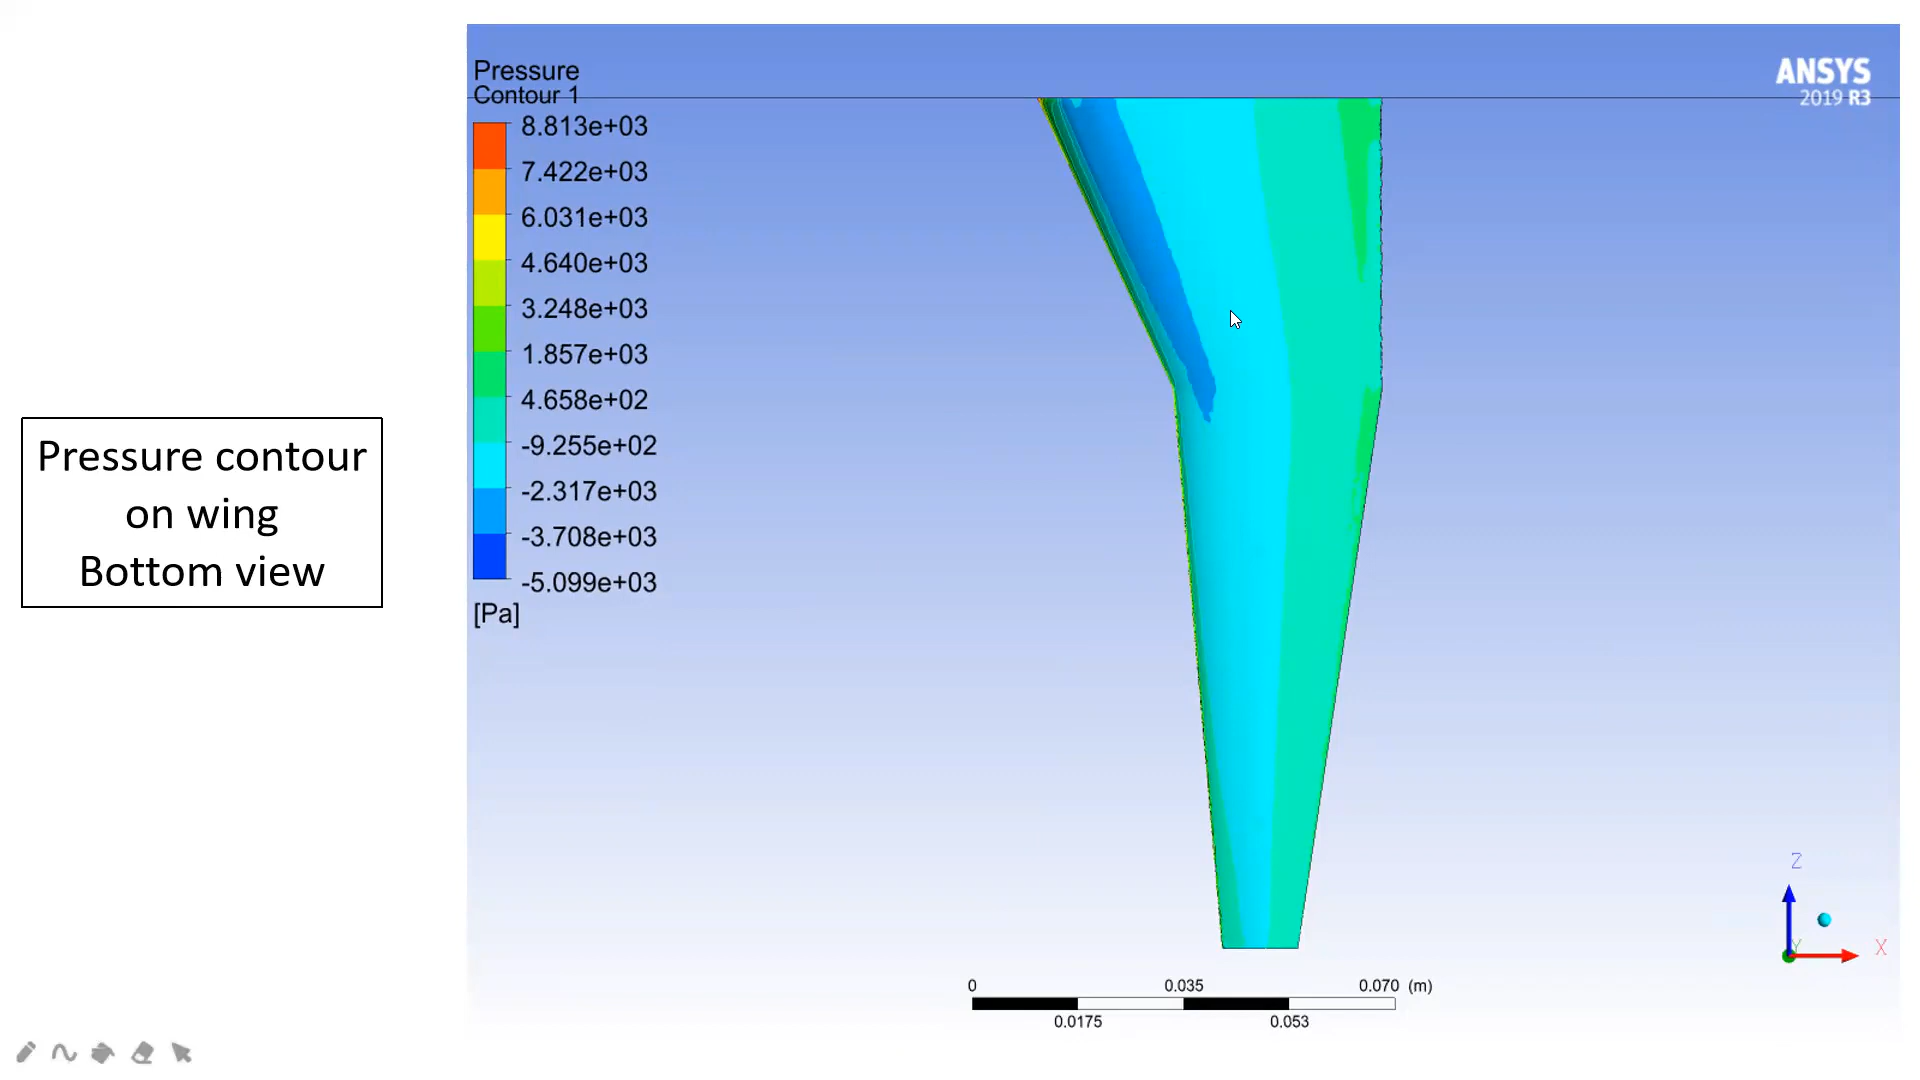 Pressure contour
on wing
Bottom view
Pressure
Contour 1
8.813e+03
7.422e+03
6.031e+03
4.640e+03
3.248e+03
1.857e+03
4.658e+02
-9.255e+02
-2.317e+03
-3.708e+03
-5.099e+03
[Pa]
ANSYS
2019 R3
Z
Y
X
0 0.035 0.070 (m)
0.0175 0.053